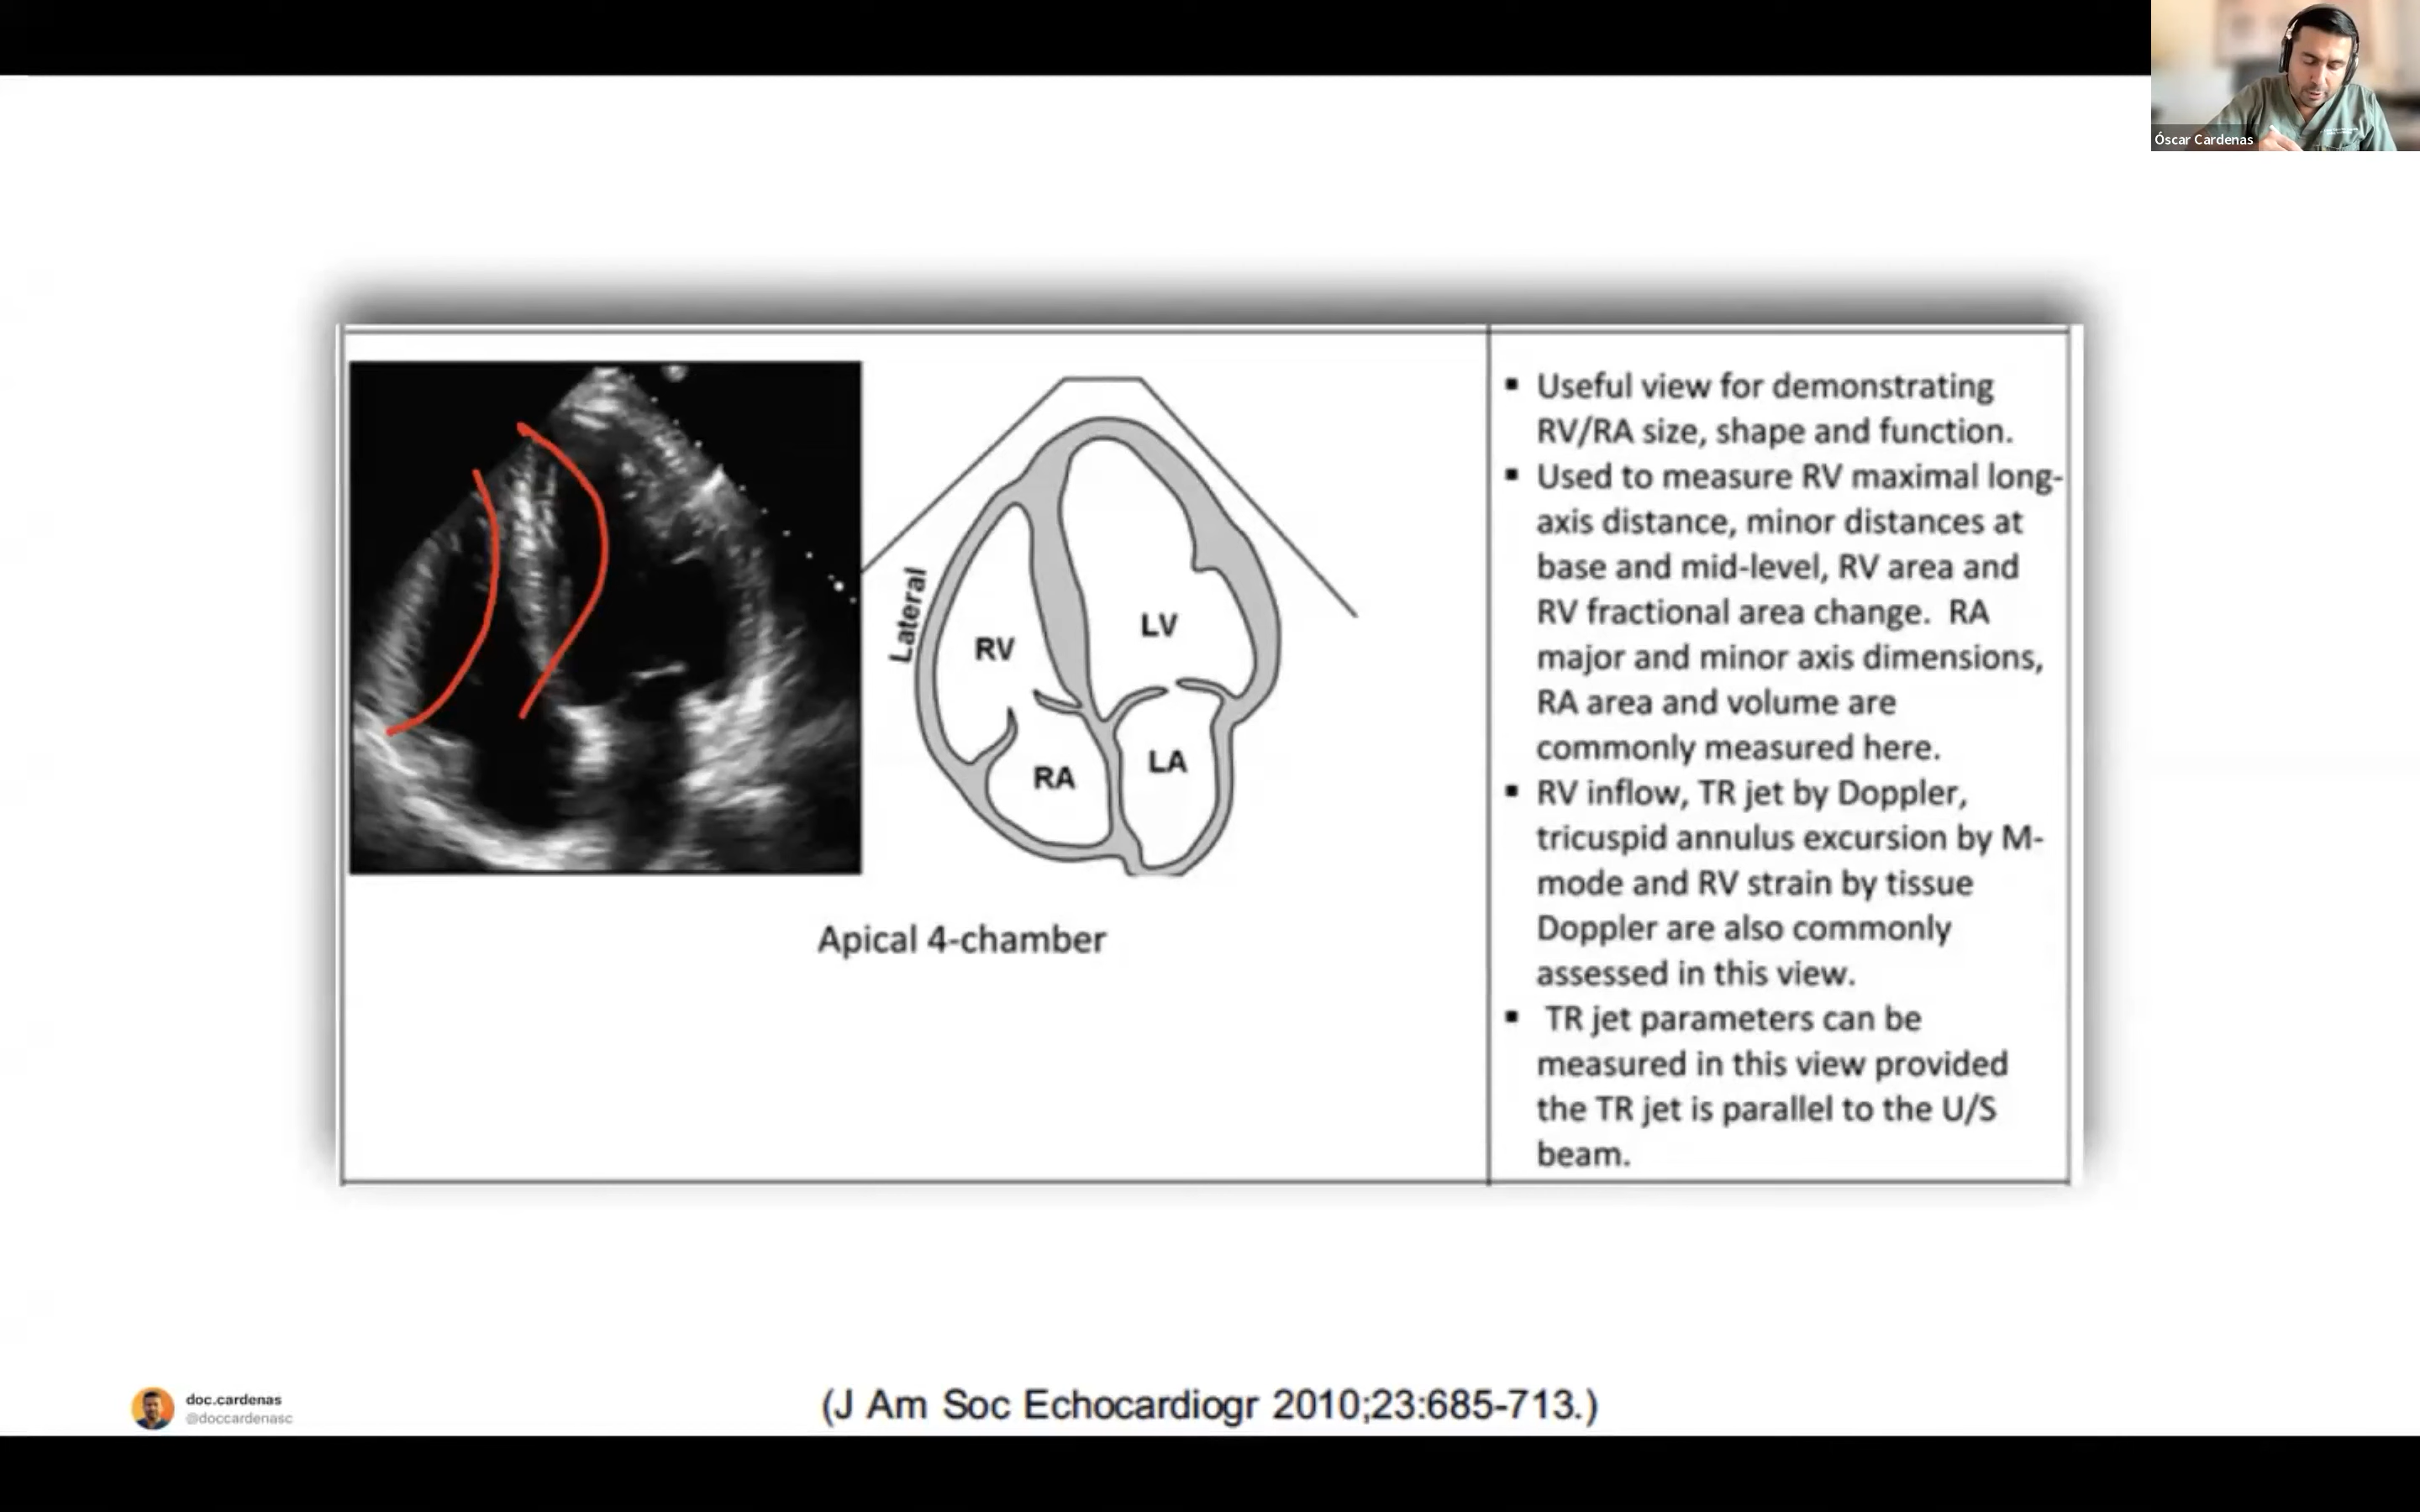 Óscar Cardenas
Lateral
RV
LV
RA
LA
Apical 4-chamber
▪ Useful view for demonstrating
RV/RA size, shape and function.
▪ Used to measure RV maximal long-
axis distance, minor distances at
base and mid-level, RV area and
RV fractional area change. RA
major and minor axis dimensions,
RA area and volume are
commonly measured here.
▪ RV inflow, TR jet by Doppler,
tricuspid annulus excursion by M-
mode and RV strain by tissue
Doppler are also commonly
assessed in this view.
▪ TR jet parameters can be
measured in this view provided
the TR jet is parallel to the U/S
beam.
doc.cardenas
@doccardenasc
(J Am Soc Echocardiogr 2010;23:685-713.)